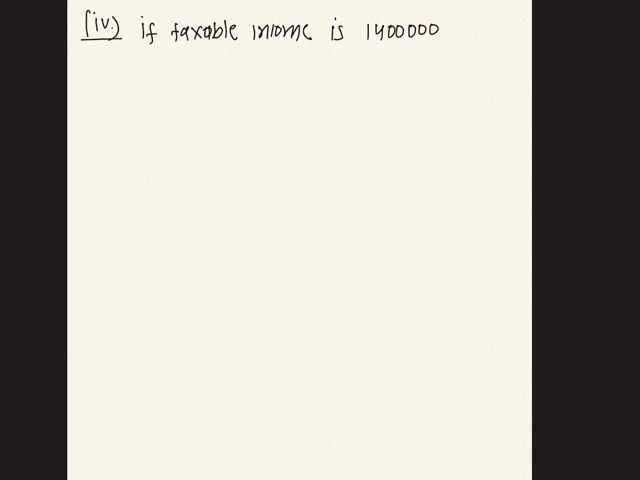 (iv.) if taxable income is 1400000